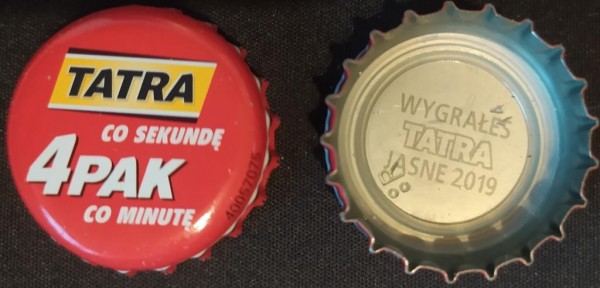 TATRA
CO SEKUNDĘ
4PAK
CO MINUTĘ
WYGRAŁEŚ
TATRA
JASNE 2019